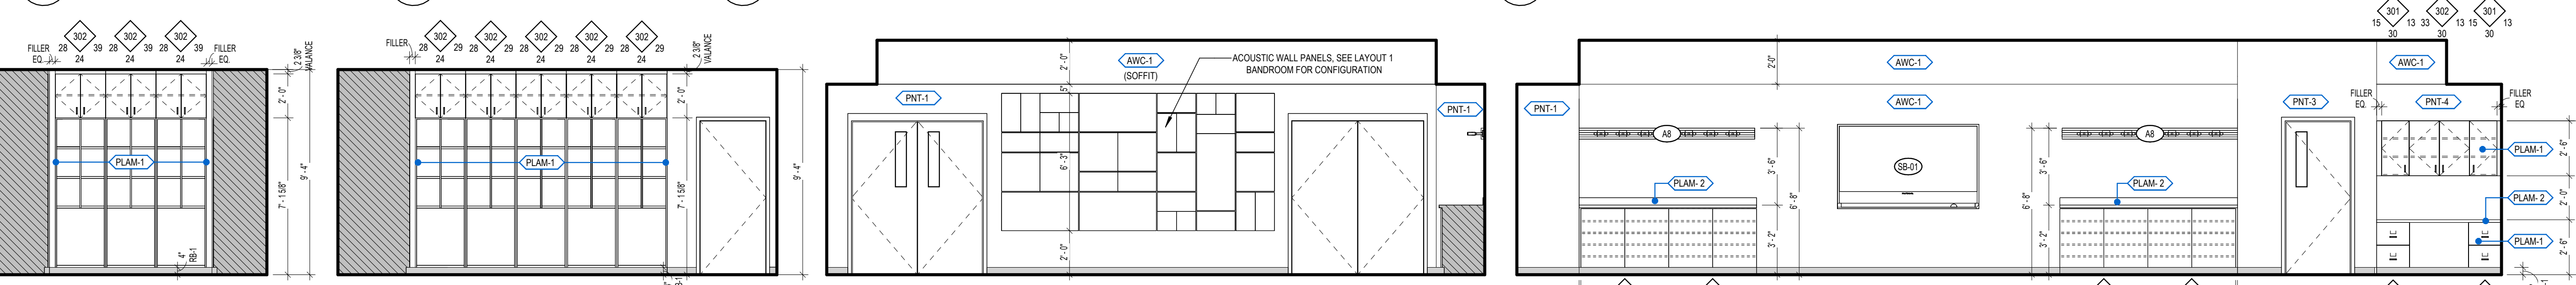 302
302
302
28
39
28
39
28
39
24
24
24
FILLER
EQ.
FILLER
EQ.
2 3/8"
VALANCE
2' - 0"
7' - 1 5/8"
9' - 4"
PLAM-1
4"
RB-1
FILLER
302
302
302
302
302
28
29
28
29
28
29
28
29
28
29
24
24
24
24
24
2 3/8"
VALANCE
2' - 0"
7' - 1 5/8"
9' - 4"
PLAM-1
AWC-1
(SOFFIT)
2' - 0"
5"
6' - 3"
2' - 0"
ACOUSTIC WALL PANELS, SEE LAYOUT 1
BANDROOM FOR CONFIGURATION
PNT-1
PNT-1
PNT-1
2'-0"
AWC-1
AWC-1
A8
SB-01
A8
3' - 6"
6' - 8"
3' - 2"
6' - 8"
3' - 6"
3' - 2"
PLAM- 2
PLAM- 2
PNT-3
301
302
301
15
13
33
13
15
13
30
30
30
AWC-1
FILLER
EQ.
PNT-4
FILLER
EQ
PLAM-1
PLAM- 2
PLAM-1
2' - 6"
2' - 0"
2' - 6"